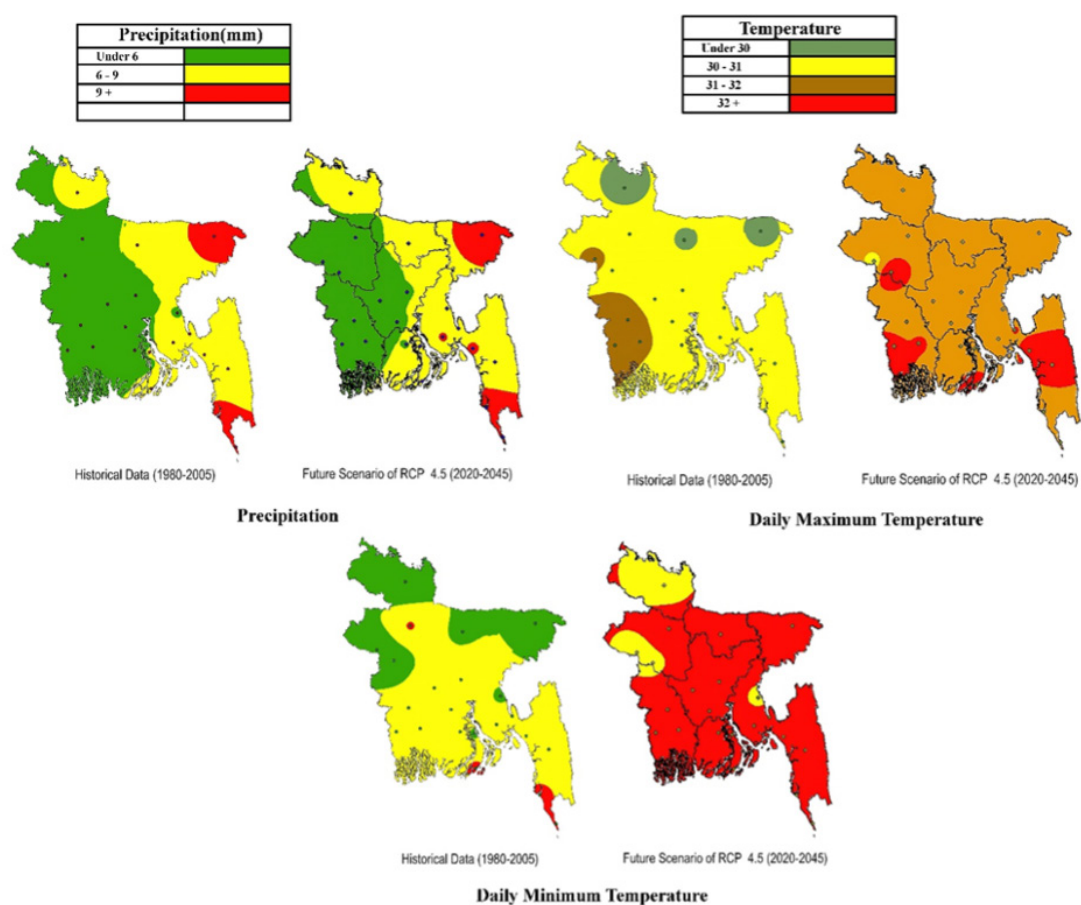 Precipitation(mm)
Under 6
6 - 9
9 +
Temperature
Under 30
30 - 31
31 - 32
32 +
Historical Data (1980-2005)
Future Scenario of RCP 4.5 (2020-2045)
Precipitation
Historical Data (1980-2005)
Future Scenario of RCP 4.5 (2020-2045)
Daily Maximum Temperature
Historical Data (1980-2005)
Future Scenario of RCP 4.5 (2020-2045)
Daily Minimum Temperature